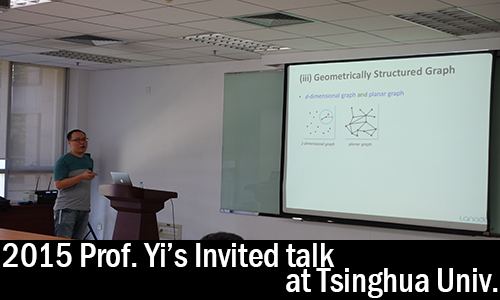 (iii) Geometrically Structured Graph
• d-dimensional graph and planar graph
2-dimensional graph planar graph
2015 Prof. Yi's Invited talk
at Tsinghua Univ.